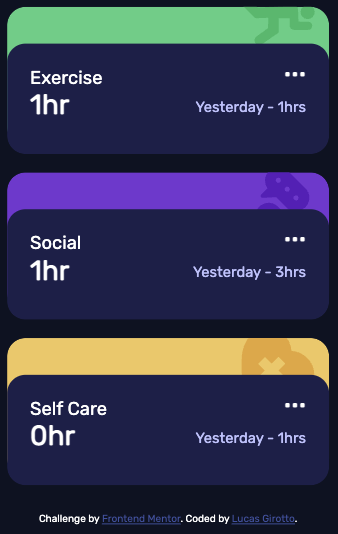 Exercise
1hr
Yesterday - 1hrs
Social
1hr
Yesterday - 3hrs
Self Care
0hr
Yesterday - 1hrs
Challenge by Frontend Mentor. Coded by Lucas Girotto.